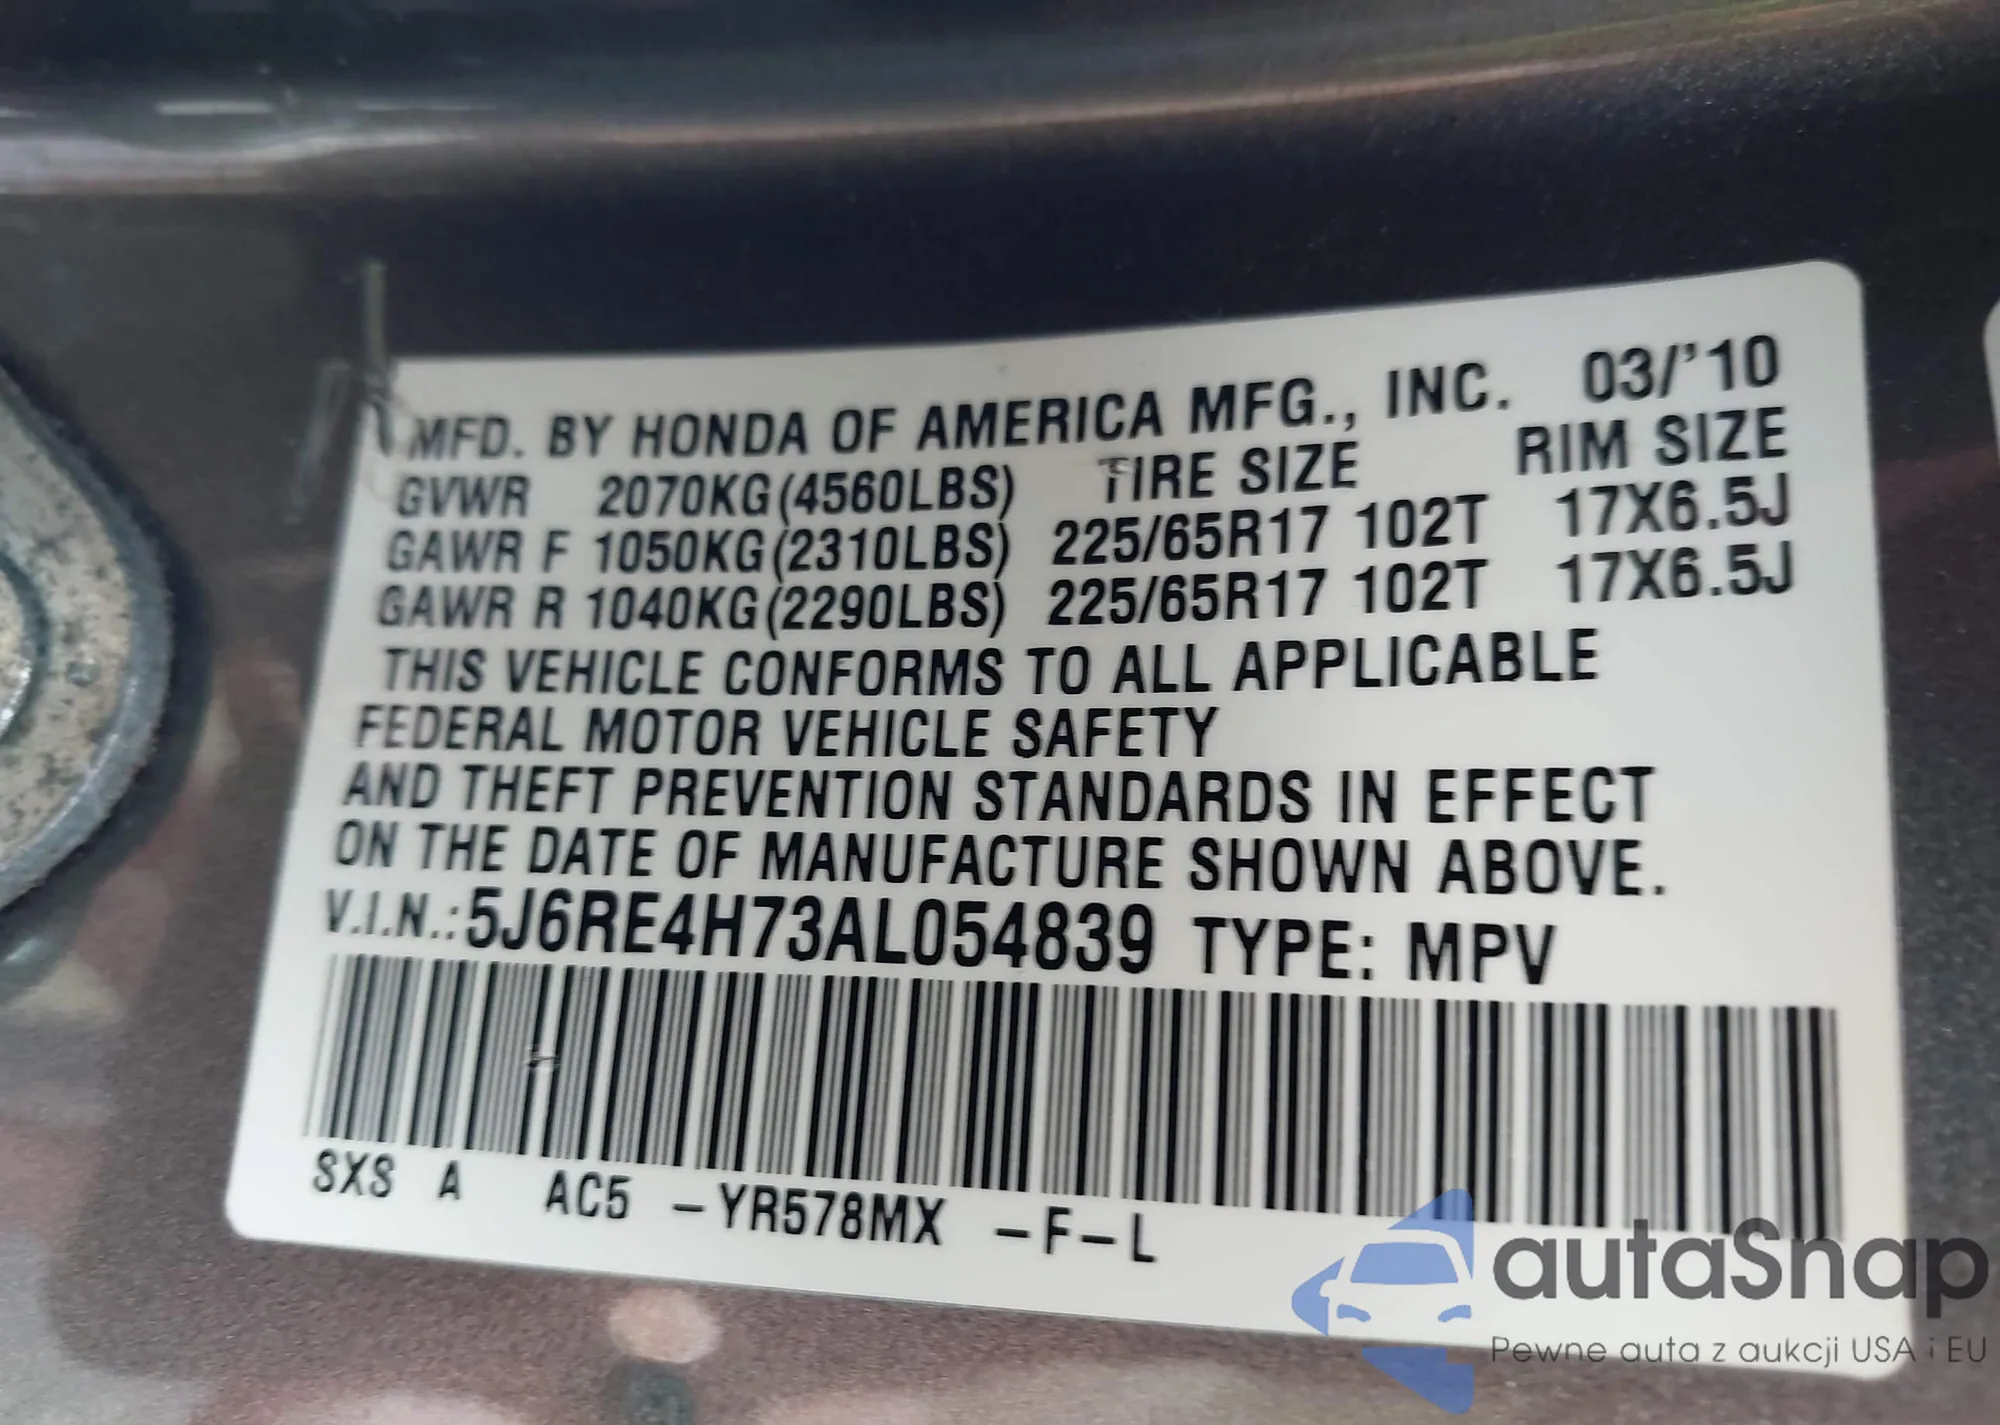 MFD. BY HONDA OF AMERICA MFG., INC. 03/'10
GVWR 2070KG(4560LBS) TIRE SIZE RIM SIZE
GAWR F 1050KG(2310LBS) 225/65R17 102T 17X6.5J
GAWR R 1040KG(2290LBS) 225/65R17 102T 17X6.5J
THIS VEHICLE CONFORMS TO ALL APPLICABLE
FEDERAL MOTOR VEHICLE SAFETY
AND THEFT PREVENTION STANDARDS IN EFFECT
ON THE DATE OF MANUFACTURE SHOWN ABOVE.
V.I.N.:5J6RE4H73AL054839 TYPE: MPV
SXS A AC5 -YR578MX -F-L
autaSnap
Pewne auta z aukcji USA i EU